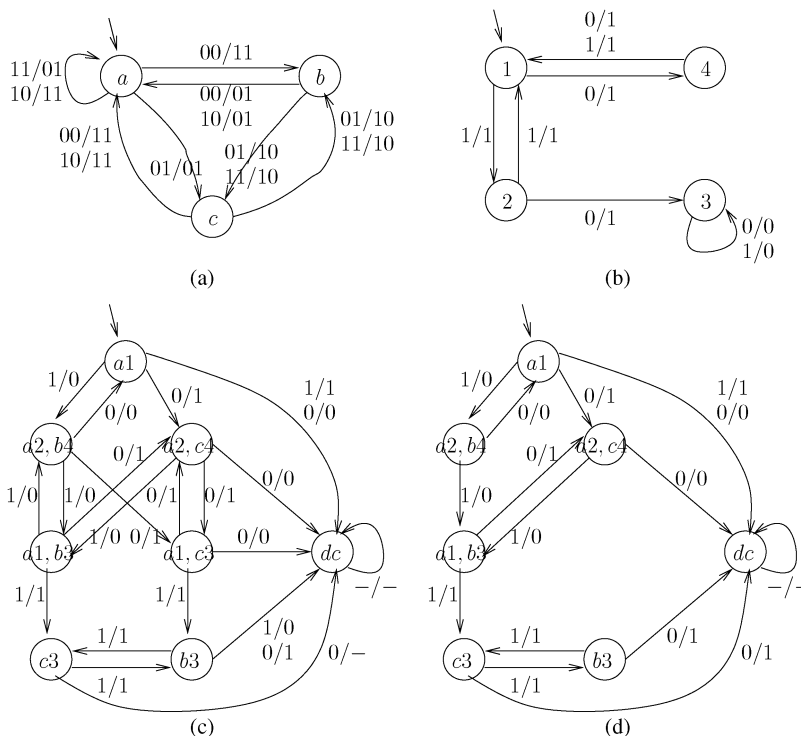 11/01
10/11
a
00/11
b
00/01
10/01
00/11
10/11
01/01
01/10
11/10
01/10
11/10
c
(a)
0/1
1/1
1
4
0/1
1/1
1/1
2
3
0/1
0/0
1/0
(b)
a1
1/0
0/0
0/1
1/1
0/0
a2, b4
a2, c4
0/1
0/0
1/0
1/0
0/1
0/1
1/0
0/1
a1, b3
a1, c3
0/0
dc
-/-
1/1
1/1
1/1
1/0
0/1
0/-
c3
b3
1/1
(c)
a1
1/0
0/0
0/1
1/1
0/0
a2, b4
a2, c4
0/1
0/0
1/0
1/0
a1, b3
dc
-/-
1/1
1/1
0/1
0/1
c3
b3
1/1
(d)